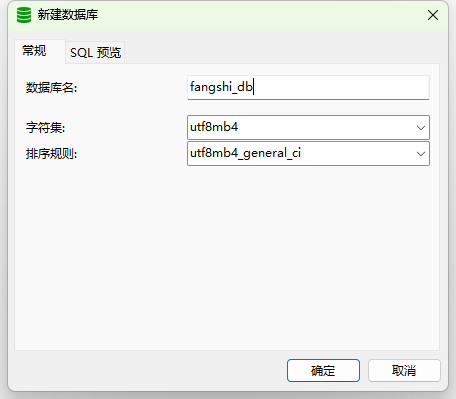 新建数据库
常规 SQL 预览
数据库名: fangshi_db
字符集: utf8mb4
排序规则: utf8mb4_general_ci
确定 取消